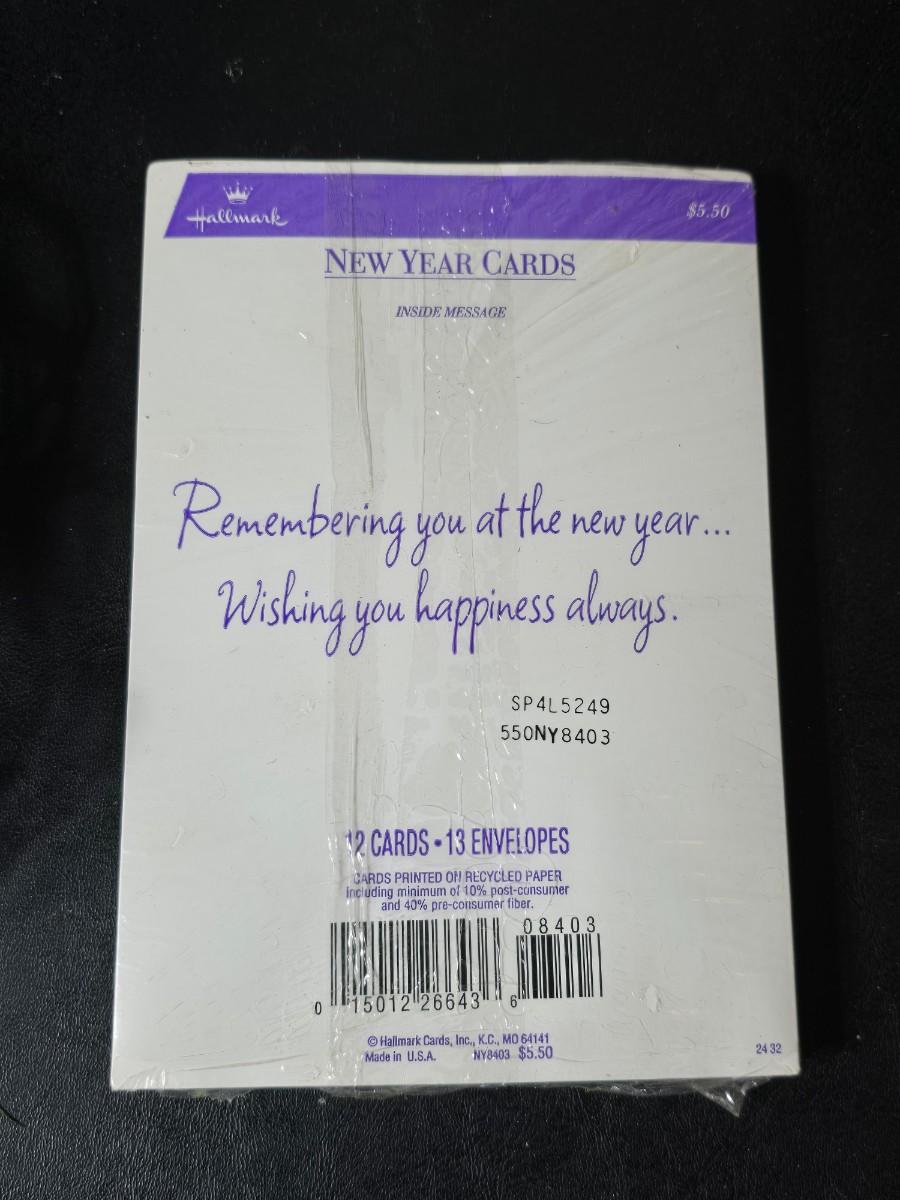 Hallmark
$5.50
NEW YEAR CARDS
INSIDE MESSAGE
Remembering you at the new year...
Wishing you happiness always.
SP4L5249
550NY8403
12 CARDS • 13 ENVELOPES
CARDS PRINTED ON RECYCLED PAPER
including minimum of 10% post-consumer
and 40% pre-consumer fiber.
08403
0 15012 26643 6
© Hallmark Cards, Inc., K.C., MO 64141
Made in U.S.A. NY8403 $5.50
24 32